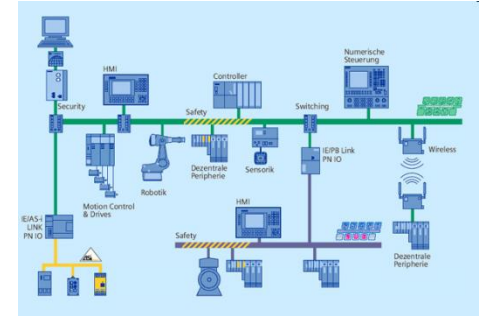 Numerische
Steuerung
HMI
Controller
Security
Safety
Switching
IE/PB Link
PN IO
Wireless
Dezentrale
Peripherie
Sensorik
Robotik
Motion Control
& Drives
IE/AS-i
LINK
PN IO
HMI
Safety
Dezentrale
Peripherie